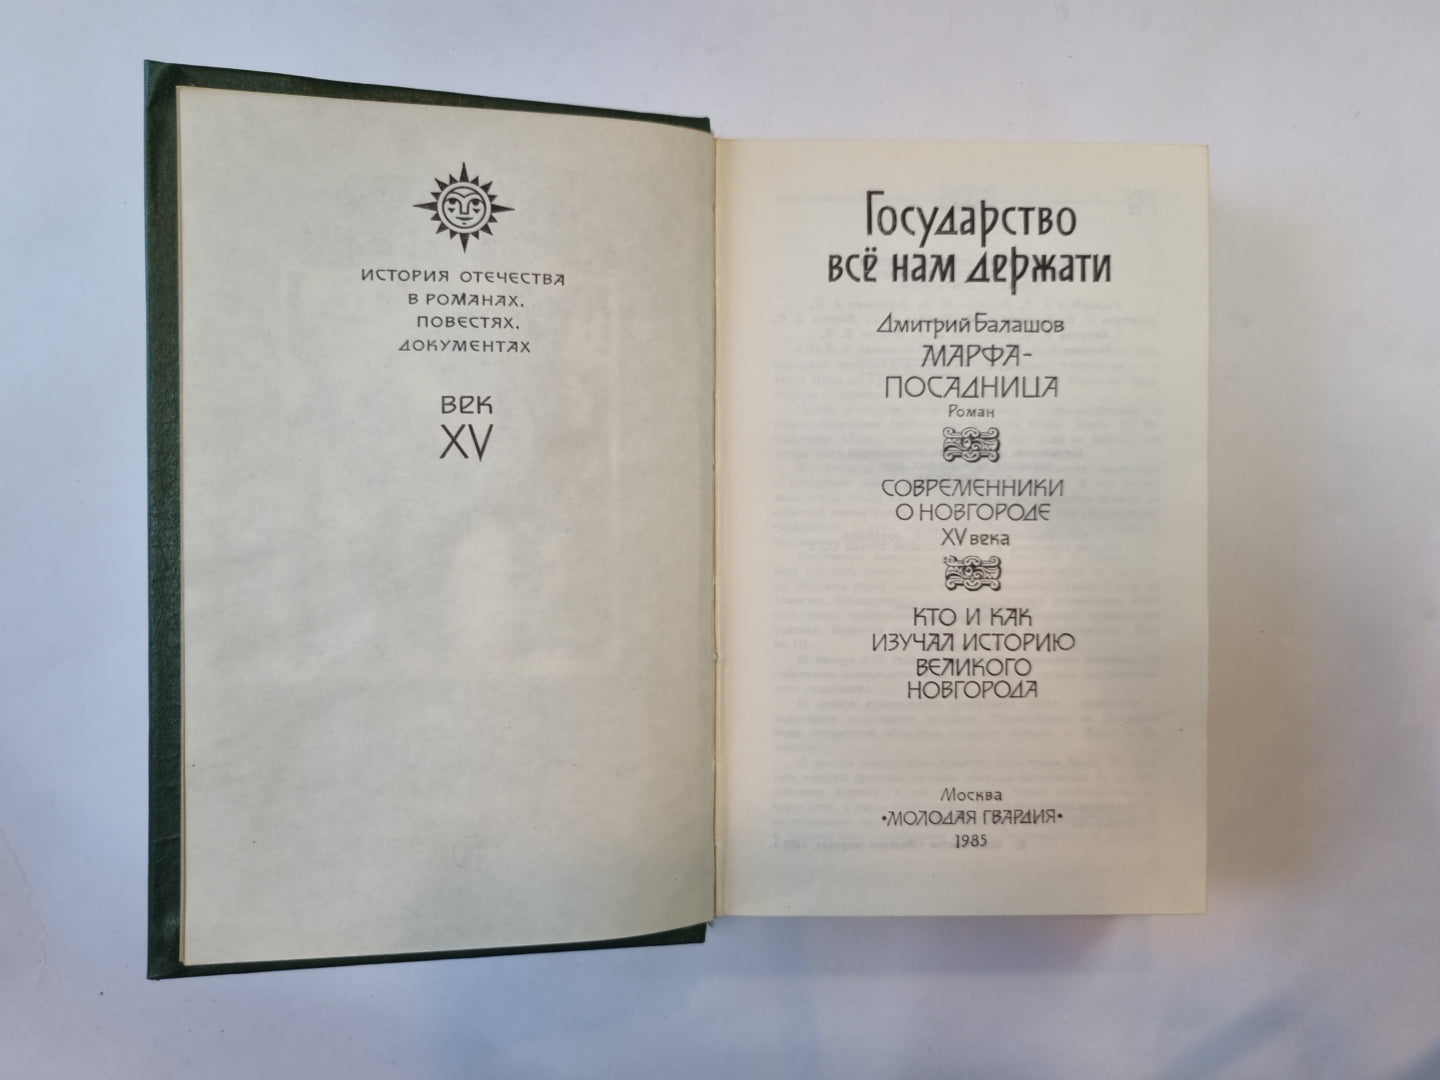 ИСТОРИЯ ОТЕЧЕСТВА
В РОМАНАХ,
ПОВЕСТЯХ,
ДОКУМЕНТАХ
ВЕК
XV
Государство
всё нам держати
Дмитрий Балашов
МАРФА-
ПОСАДНИЦА
Роман
СОВРЕМЕННИКИ
О НОВГОРОДЕ
XV века
КТО И КАК
ИЗУЧАЛ ИСТОРИЮ
ВЕЛИКОГО
НОВГОРОДА
Москва
•МОЛОДАЯ ГВАРДИЯ•
1985